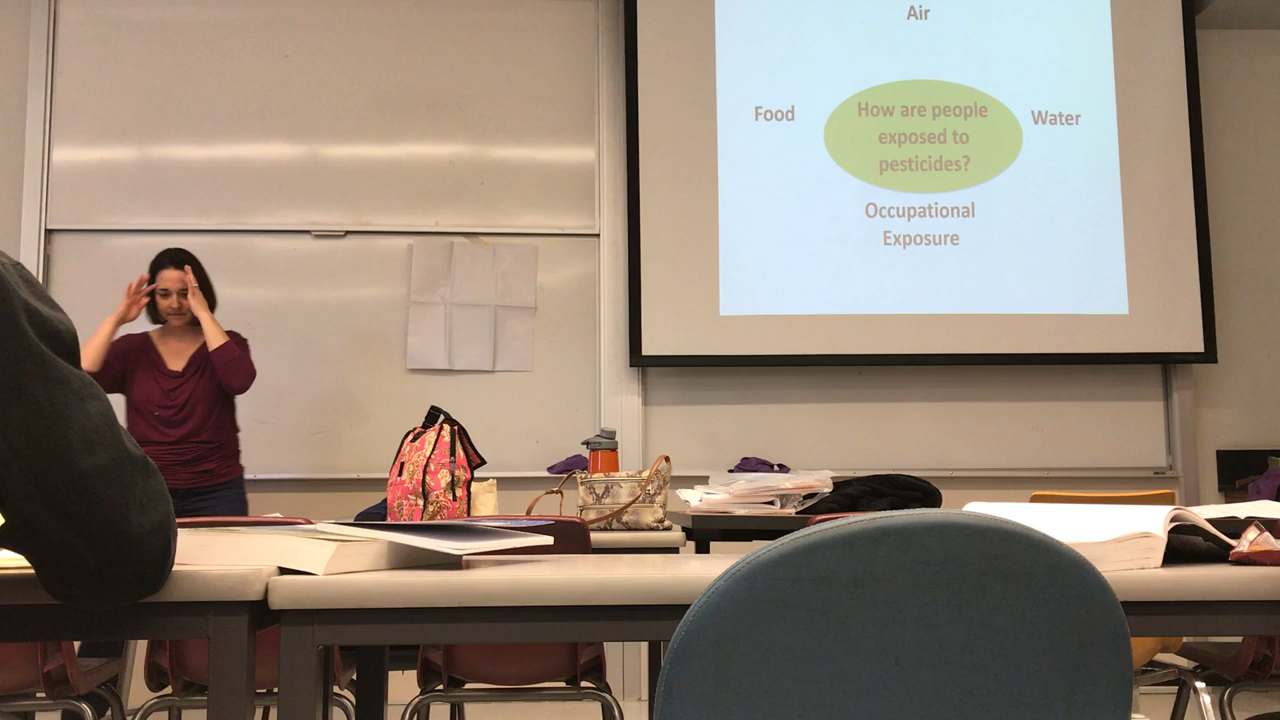 Air
Food
How are people
exposed to
pesticides?
Water
Occupational
Exposure